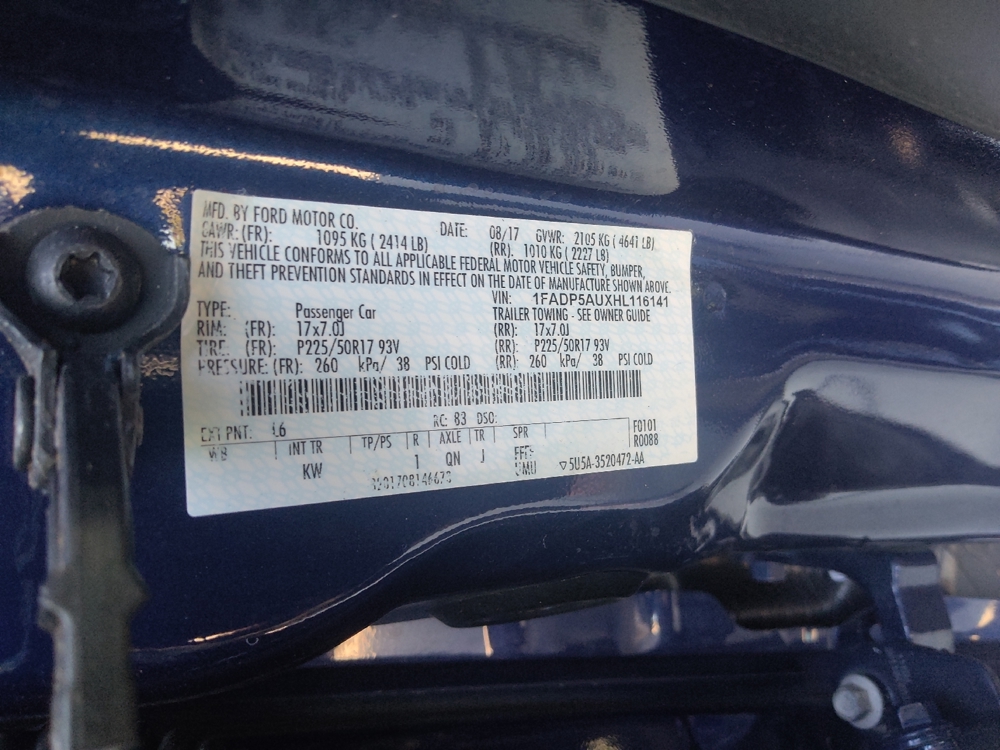 MFD. BY FORD MOTOR CO. DATE: 08/17 GVWR: 2105 KG ( 4641 LB)
GAWR: (FR): 1095 KG ( 2414 LB) (RR): 1010 KG ( 2227 LB)
THIS VEHICLE CONFORMS TO ALL APPLICABLE FEDERAL MOTOR VEHICLE SAFETY, BUMPER,
AND THEFT PREVENTION STANDARDS IN EFFECT ON THE DATE OF MANUFACTURE SHOWN ABOVE.
VIN: 1FADP5AUXHL116141
TYPE: Passenger Car TRAILER TOWING - SEE OWNER GUIDE
RIM: (FR): 17x7.0J (RR): 17x7.0J
TIRE: (FR): P225/50R17 93V (RR): P225/50R17 93V
PRESSURE: (FR): 260 kPa/ 38 PSI COLD (RR): 260 kPa/ 38 PSI COLD
EXT PNT: RC: 83 DSO: F0101
WB INT TR TP/PS R AXLE TR SPR R0088
KW 1 QN J UMU ▽5U5A-3520472-AA